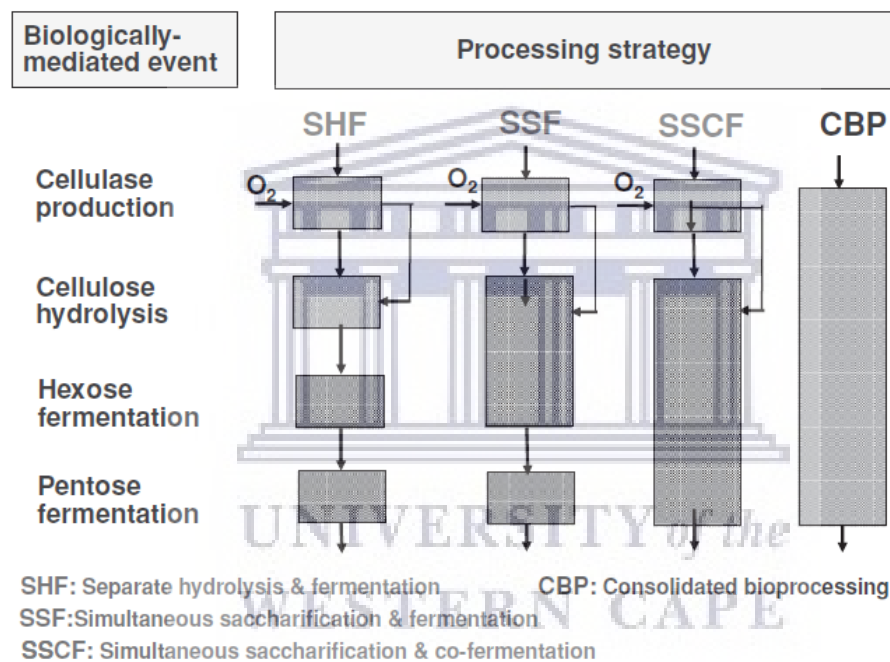 Biologically-
mediated event
Processing strategy
SHF
SSF
SSCF
CBP
Cellulase
production
O2
O2
O2
Cellulose
hydrolysis
Hexose
fermentation
Pentose
fermentation
UNIVERSITY of the
SHF: Separate hydrolysis & fermentation
CBP: Consolidated bioprocessing
WESTERN CAPE
SSF:Simultaneous saccharification & fermentation
SSCF: Simultaneous saccharification & co-fermentation